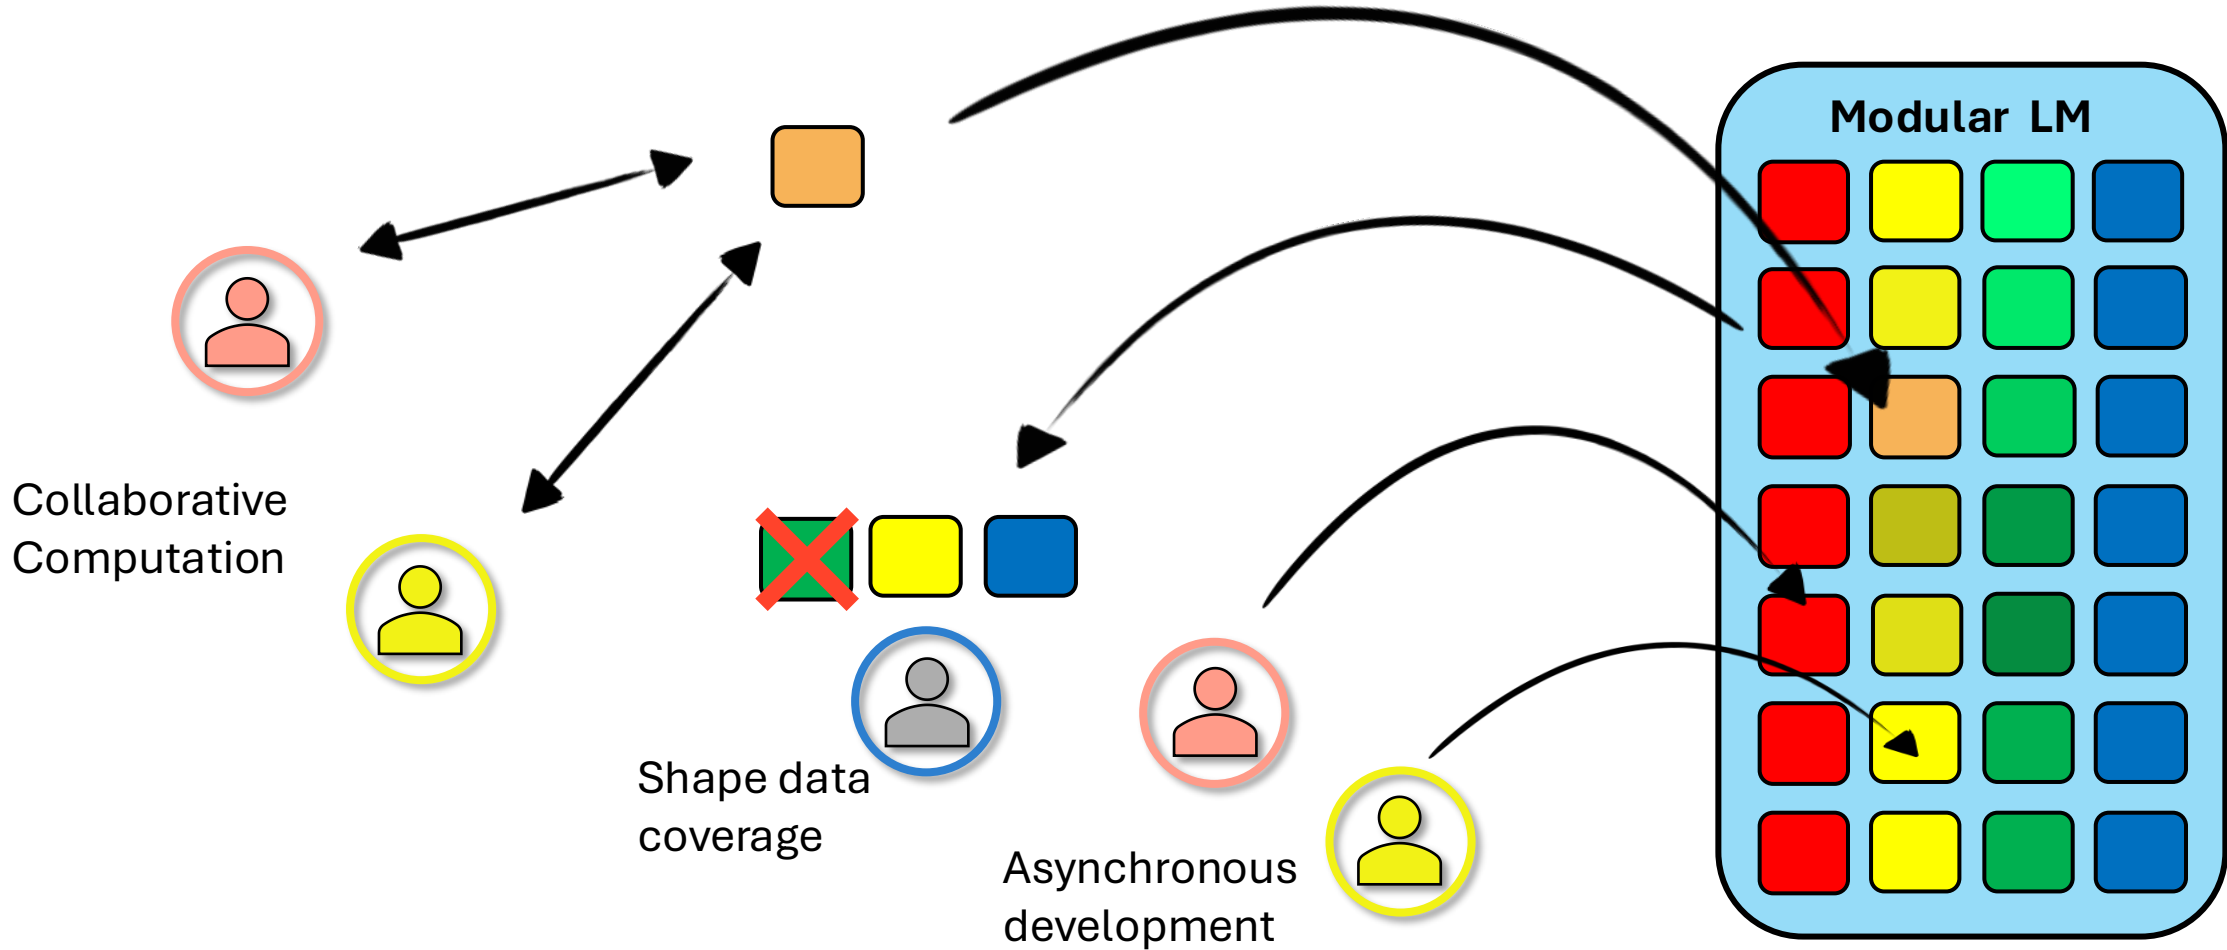 Modular LM
Collaborative
Computation
Shape data
coverage
Asynchronous
development